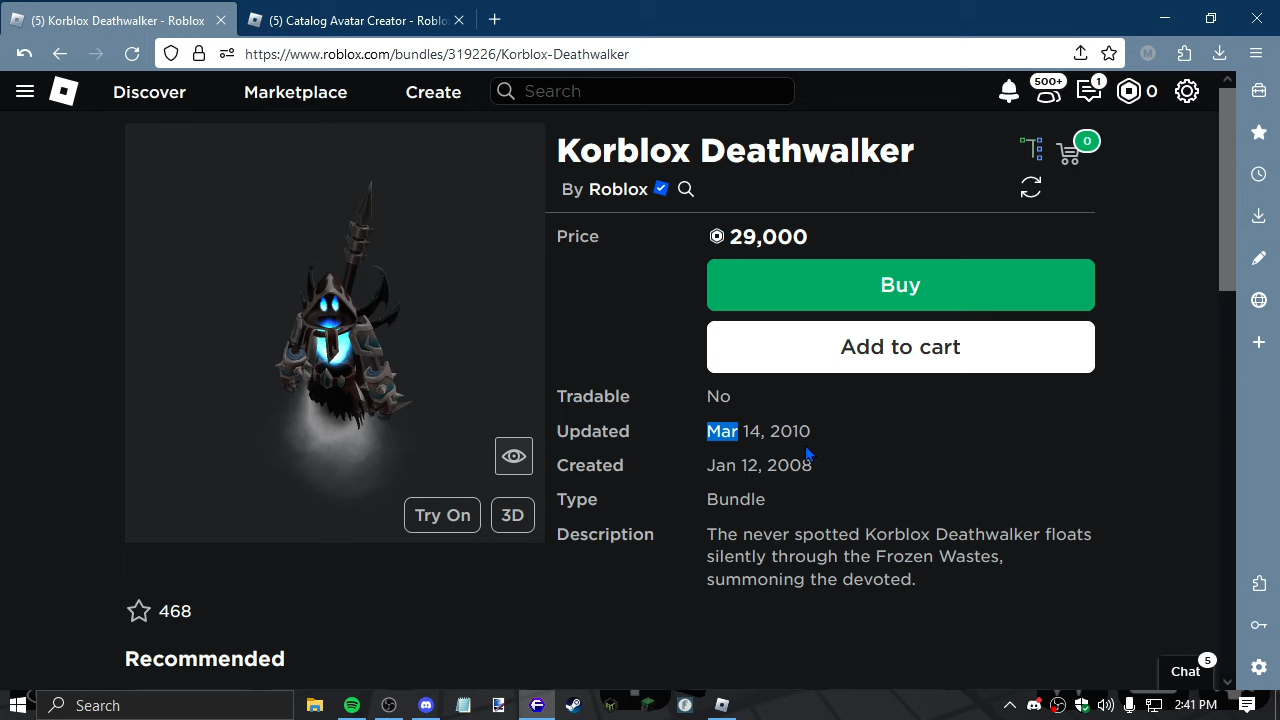 (5) Korblox Deathwalker - Roblox
(5) Catalog Avatar Creator - Roblo
https://www.roblox.com/bundles/319226/Korblox-Deathwalker
M
Discover
Marketplace
Create
Search
500+
1
0
Korblox Deathwalker
0
By Roblox
Price
29,000
Buy
Add to cart
Tradable
No
Updated
Mar 14, 2010
Created
Jan 12, 2008
Type
Bundle
Description
The never spotted Korblox Deathwalker floats
silently through the Frozen Wastes,
summoning the devoted.
Try On
3D
468
Recommended
Chat
5
Search
2:41 PM